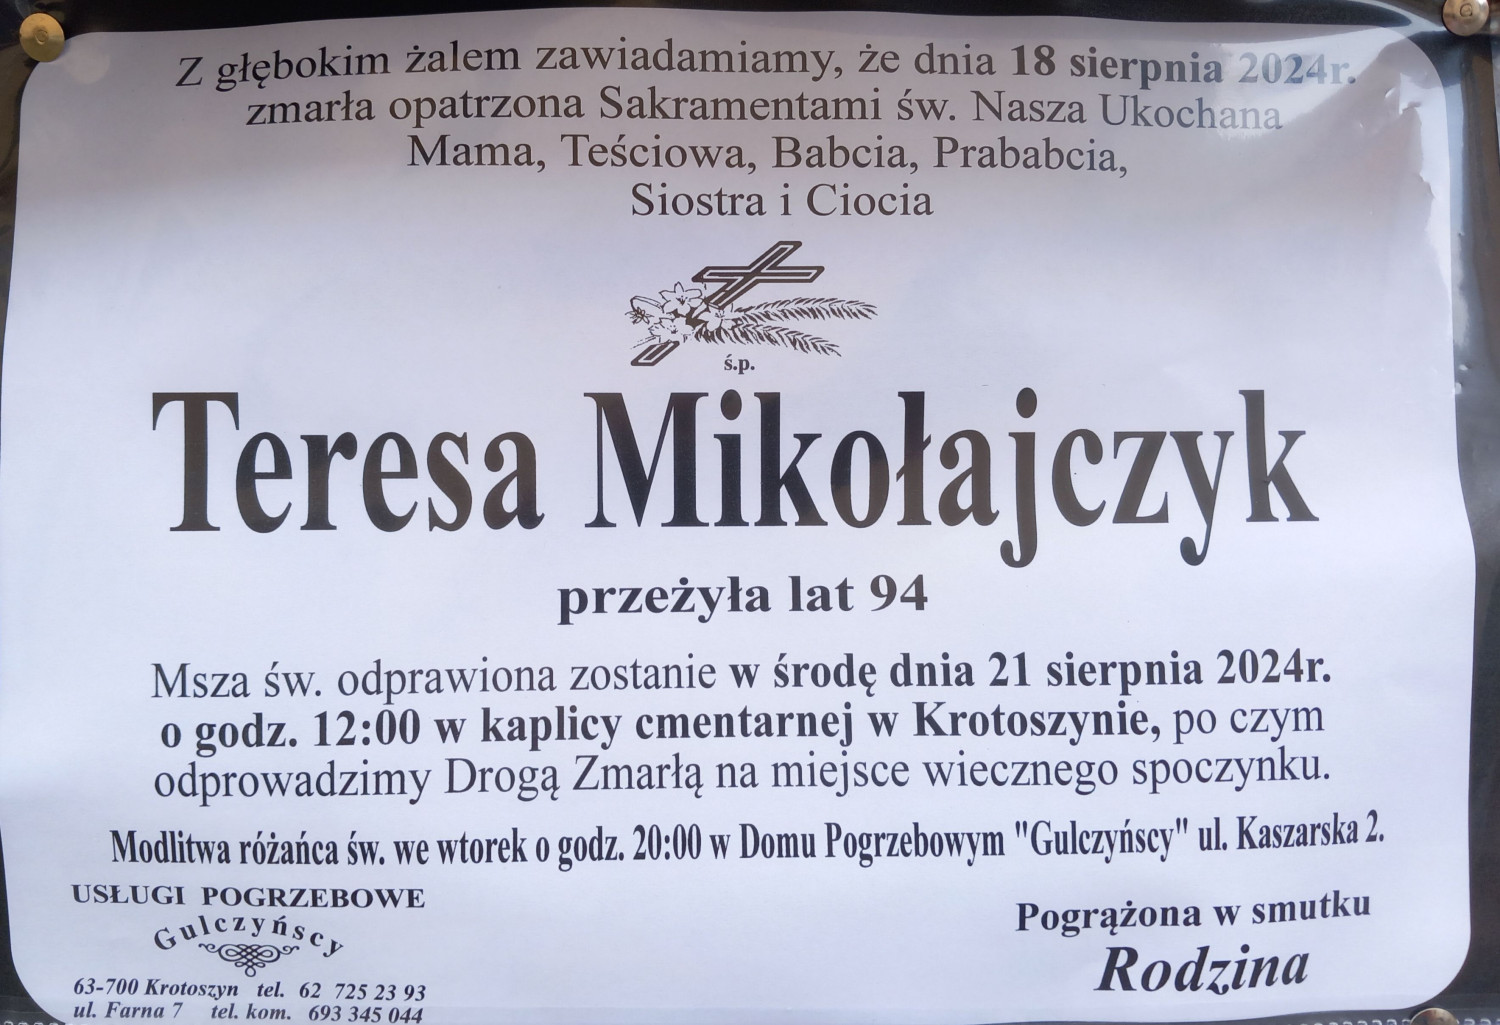 Z głębokim żalem zawiadamiamy, że dnia 18 sierpnia 2024r.
zmarła opatrzona Sakramentami św. Nasza Ukochana
Mama, Teściowa, Babcia, Prababcia,
Siostra i Ciocia
ś.p.
Teresa Mikołajczyk
przeżyła lat 94
Msza św. odprawiona zostanie w środę dnia 21 sierpnia 2024r.
o godz. 12:00 w kaplicy cmentarnej w Krotoszynie, po czym
odprowadzimy Drogą Zmarłą na miejsce wiecznego spoczynku.
Modlitwa różańca św. we wtorek o godz. 20:00 w Domu Pogrzebowym "Gulczyńscy" ul. Kaszarska 2.
USŁUGI POGRZEBOWE
Gulczyńscy
63-700 Krotoszyn tel. 62 725 23 93
ul. Farna 7 tel. kom. 693 345 044
Pogrążona w smutku
Rodzina